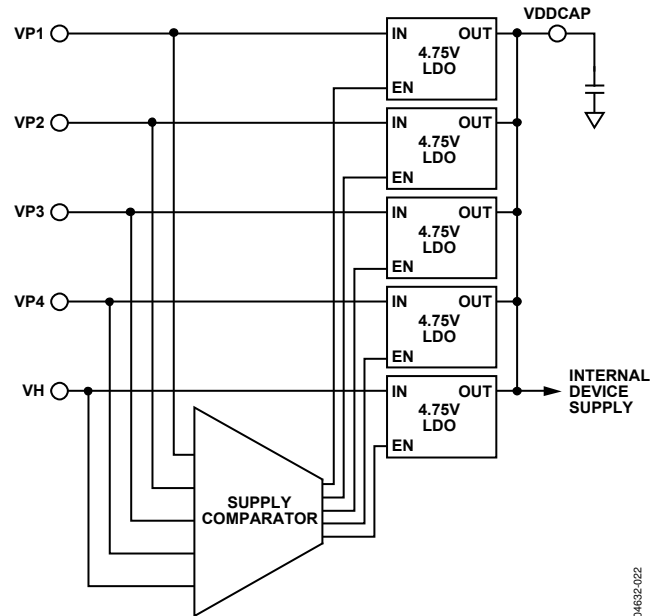 VP1
IN
OUT
4.75V
LDO
EN
VDDCAP
VP2
IN
OUT
4.75V
LDO
EN
VP3
IN
OUT
4.75V
LDO
EN
VP4
IN
OUT
4.75V
LDO
EN
VH
IN
OUT
4.75V
LDO
EN
INTERNAL
DEVICE
SUPPLY
SUPPLY
COMPARATOR
04632-022